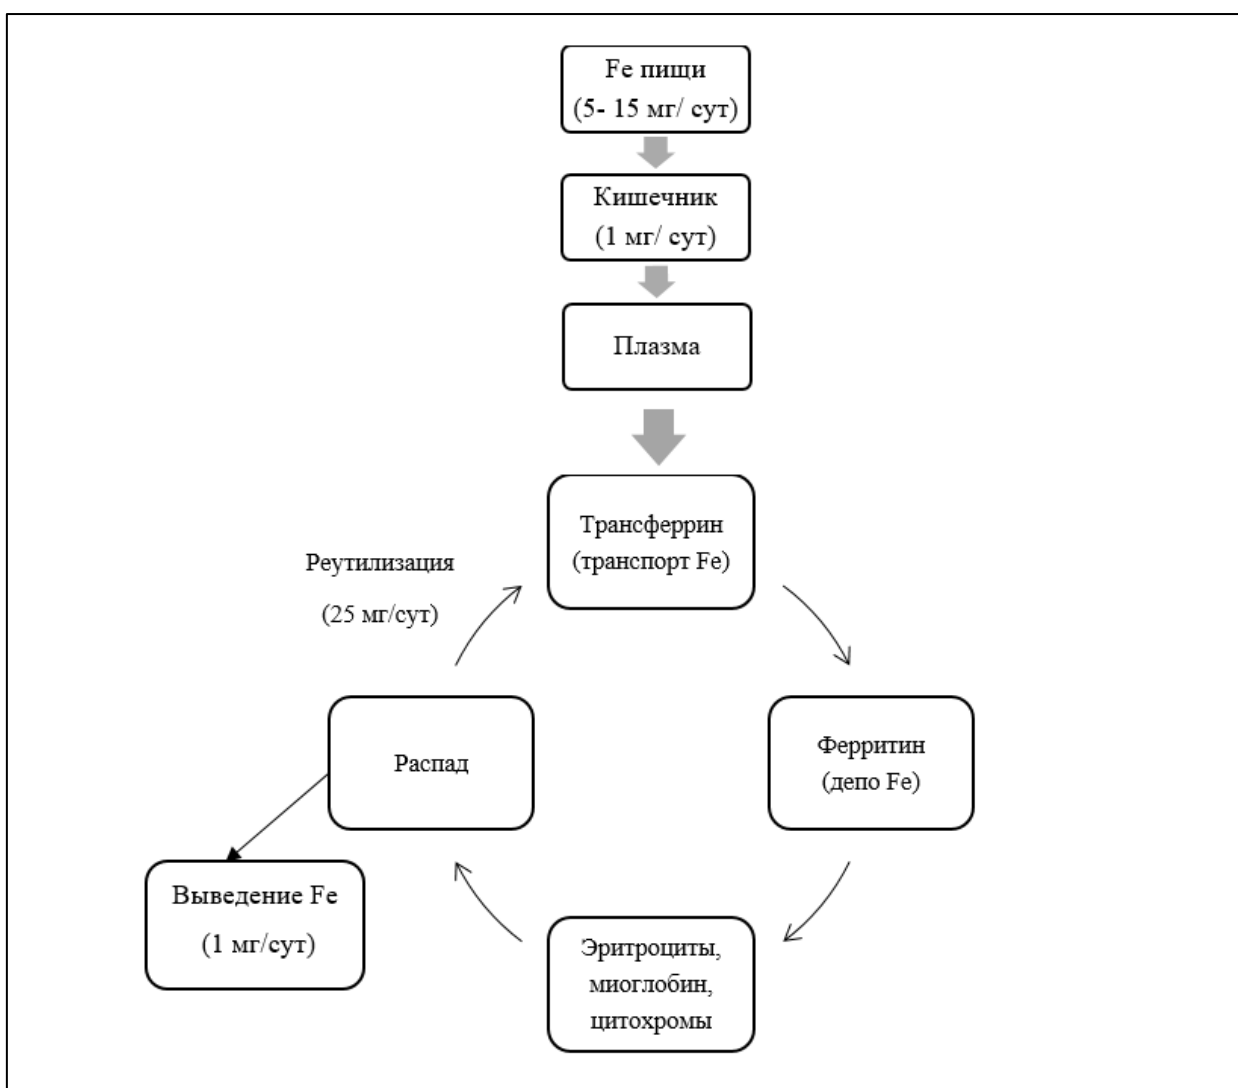 Fe пищи
(5- 15 мг/ сут)
Кишечник
(1 мг/ сут)
Плазма
Трансферрин
(транспорт Fe)
Реутилизация
(25 мг/сут)
Распад
Ферритин
(депо Fe)
Выведение Fe
(1 мг/сут)
Эритроциты,
миоглобин,
цитохромы